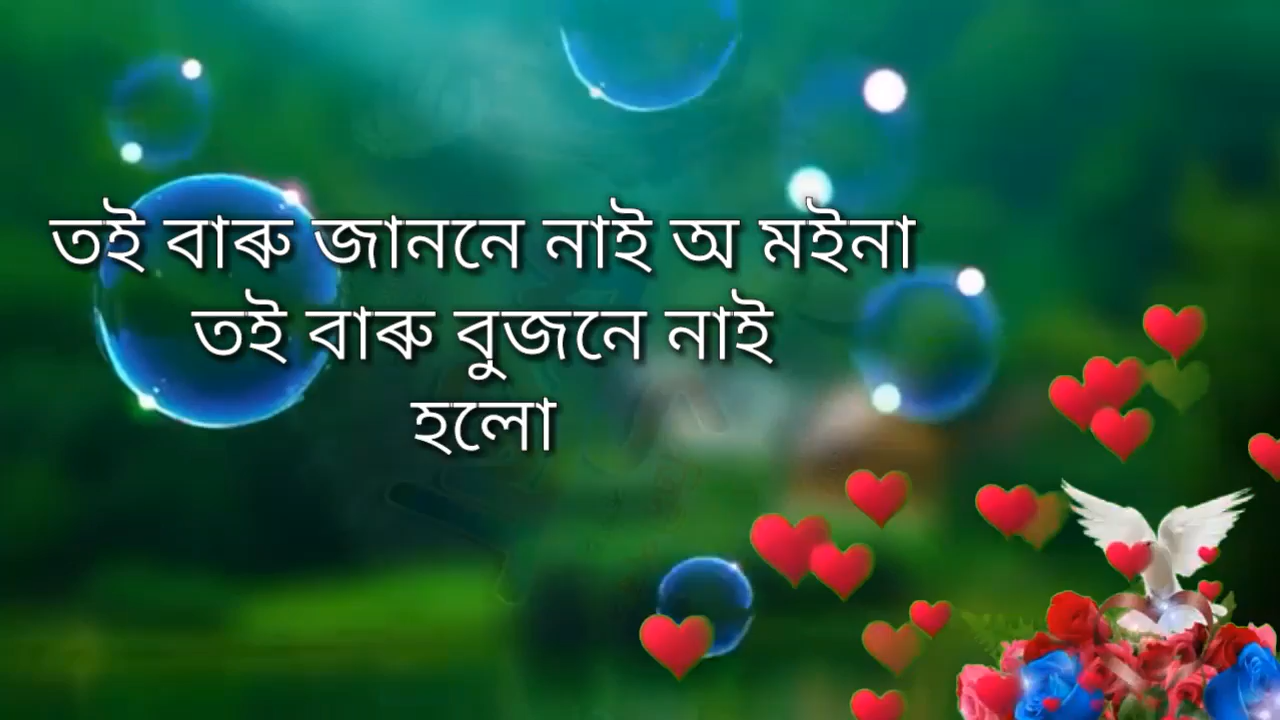 তই বাৰু জাননে নাই অ মইনা
তই বাৰু বুজনে নাই
হলো